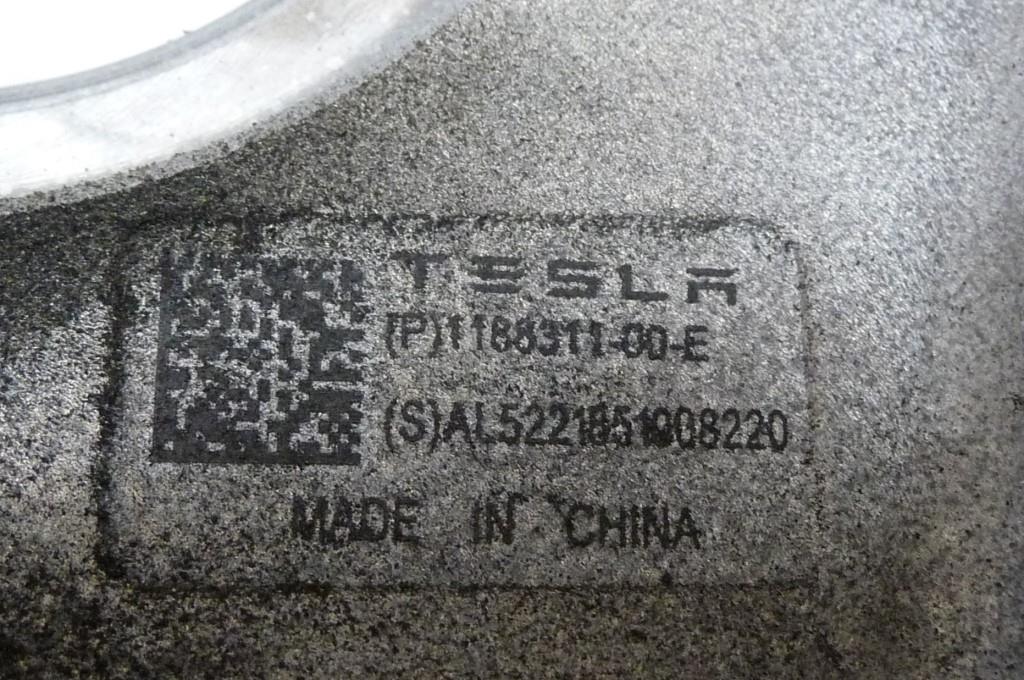 TESLA
(P)1188311-00-E
(S)AL5221851908220
MADE IN CHINA